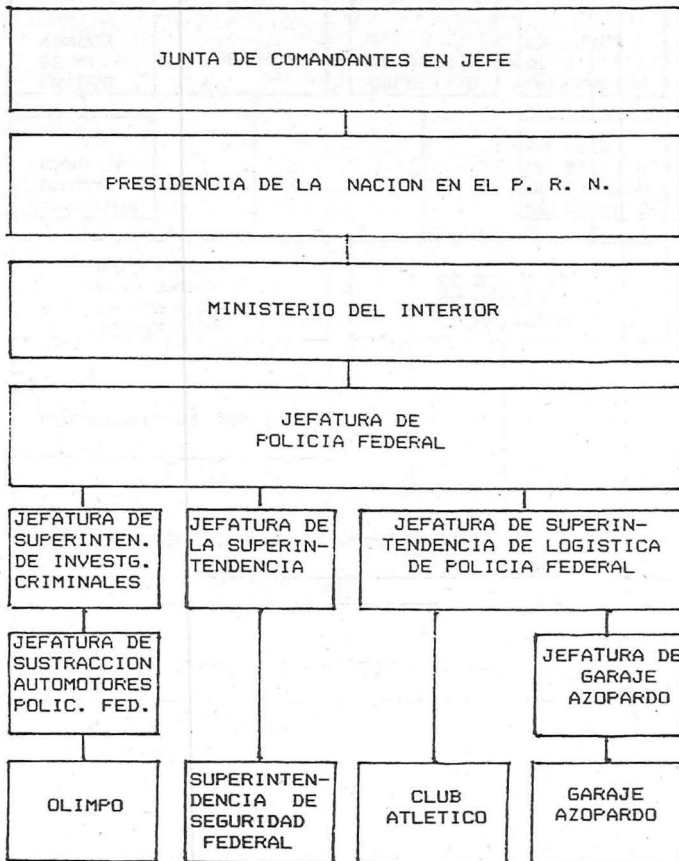 JUNTA DE COMANDANTES EN JEFE
PRESIDENCIA DE LA NACION EN EL P. R. N.
MINISTERIO DEL INTERIOR
JEFATURA DE
POLICIA FEDERAL
JEFATURA DE
SUPERINTEN.
DE INVESTG.
CRIMINALES
JEFATURA DE
LA SUPERIN-
TENDENCIA
JEFATURA DE SUPERIN-
TENDENCIA DE LOGISTICA
DE POLICIA FEDERAL
JEFATURA DE
SUSTRACCION
AUTOMOTORES
POLIC. FED.
JEFATURA DE
GARAJE
AZOPARDO
OLIMPO
SUPERINTEN-
DENCIA DE
SEGURIDAD
FEDERAL
CLUB
ATLETICO
GARAJE
AZOPARDO